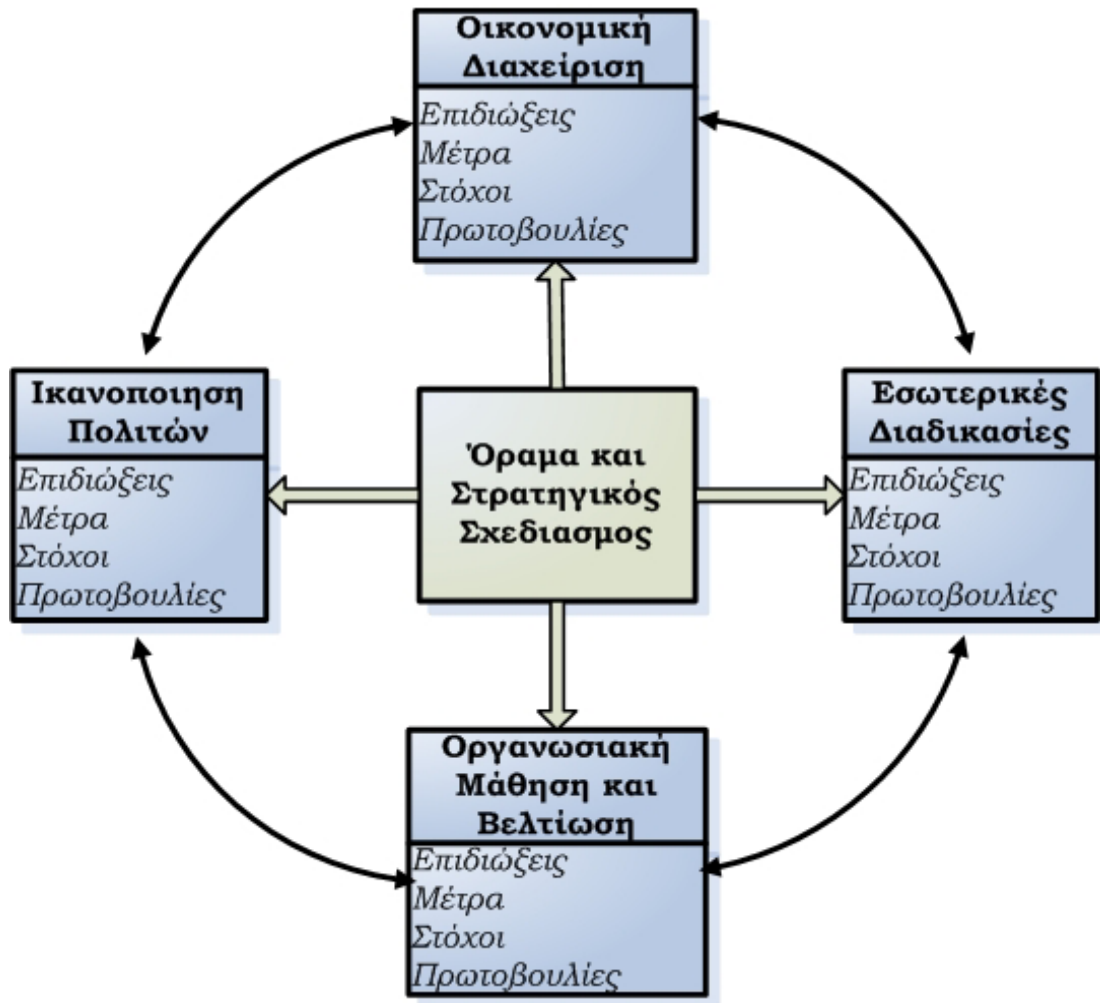 Οικονομική
Διαχείριση
Επιδιώξεις
Μέτρα
Στόχοι
Πρωτοβουλίες
Ικανοποιηση
Πολιτών
Επιδιώξεις
Μέτρα
Στόχοι
Πρωτοβουλίες
Όραμα και
Στρατηγικός
Σχεδιασμος
Εσωτερικές
Διαδικασίες
Επιδιώξεις
Μέτρα
Στόχοι
Πρωτοβουλίες
Οργανωσιακή
Μάθηση και
Βελτίωση
Επιδιώξεις
Μέτρα
Στόχοι
Πρωτοβουλίες